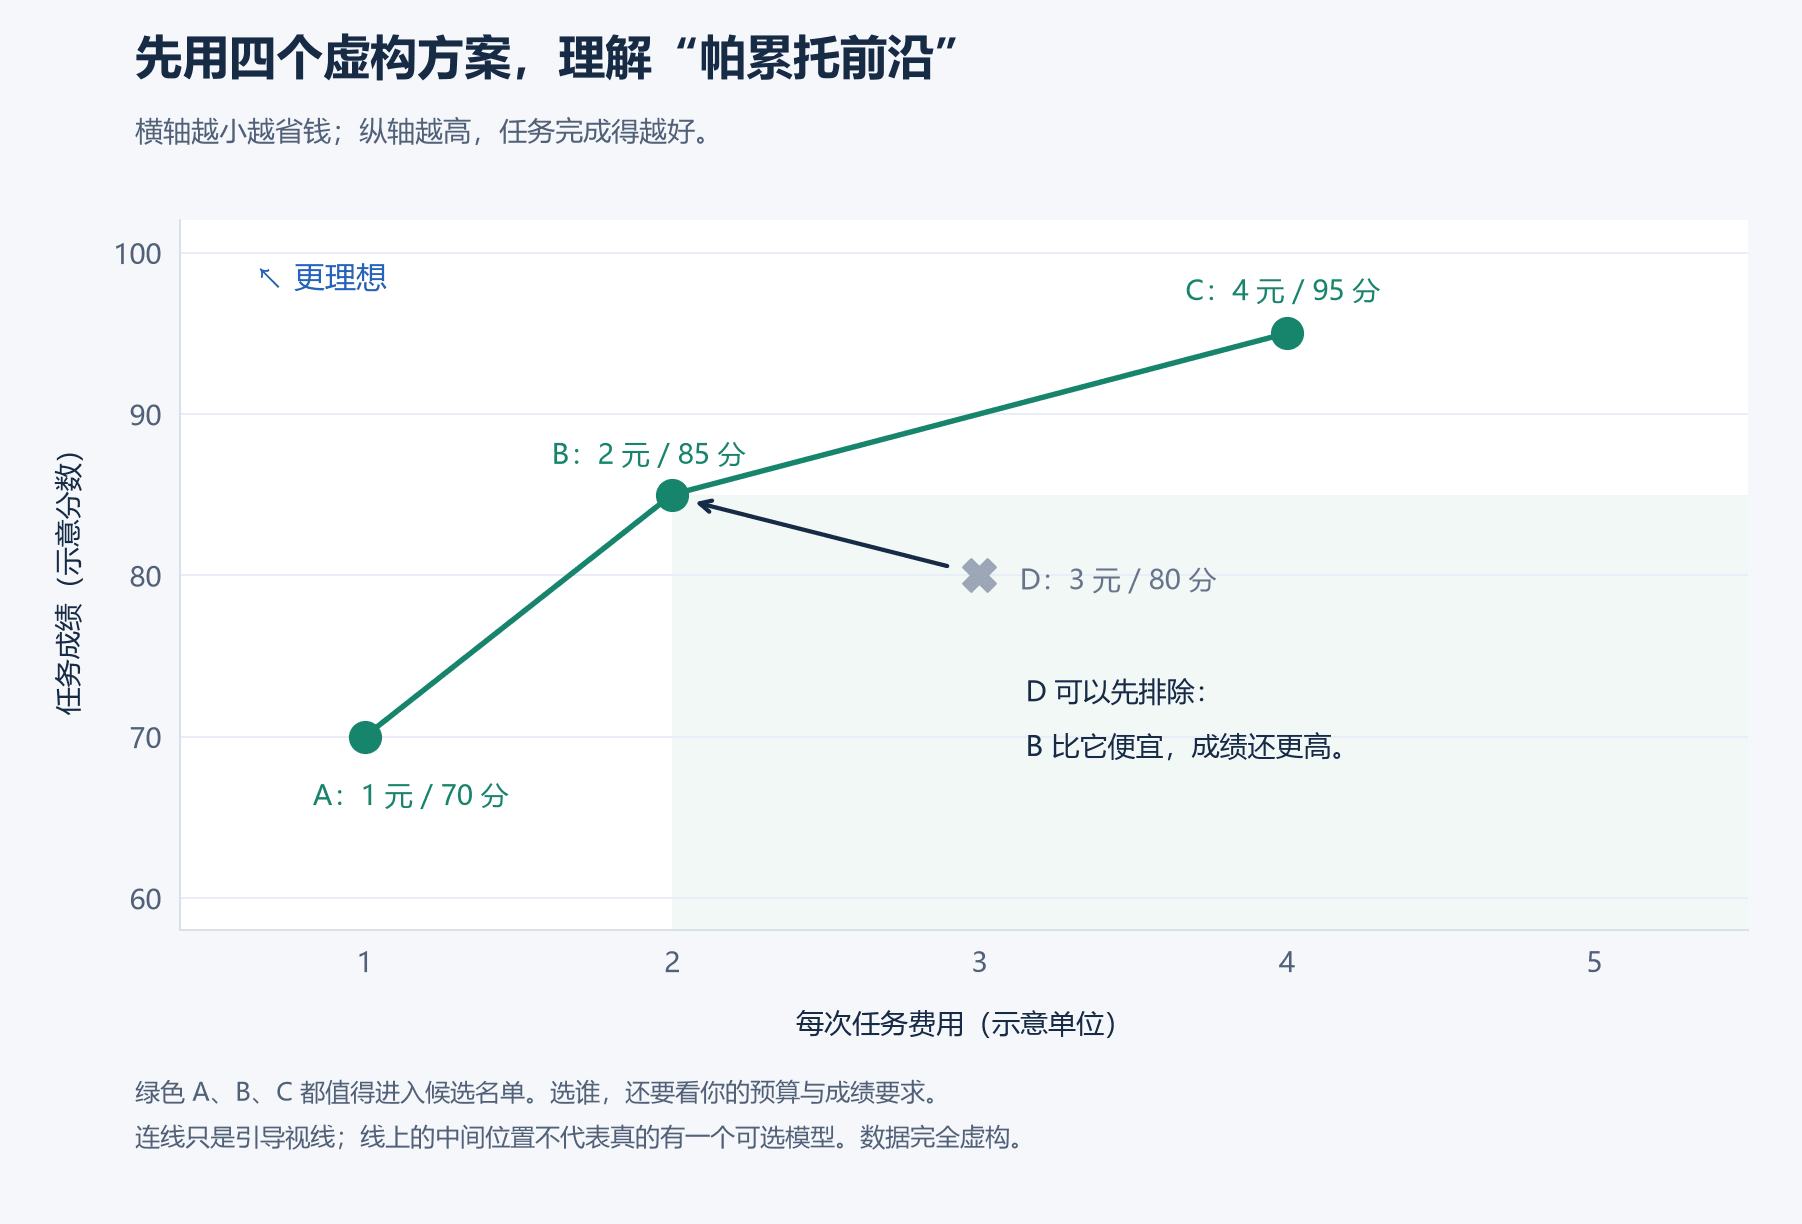 先用四个虚构方案，理解“帕累托前沿”
横轴越小越省钱；纵轴越高，任务完成得越好。
100
↖ 更理想
C：4 元 / 95 分
90
B：2 元 / 85 分
任务成绩（示意分数）
80
D：3 元 / 80 分
D 可以先排除：
70
B 比它便宜，成绩还更高。
A：1 元 / 70 分
60
1 2 3 4 5
每次任务费用（示意单位）
绿色 A、B、C 都值得进入候选名单。选谁，还要看你的预算与成绩要求。
连线只是引导视线；线上的中间位置不代表真的有一个可选模型。数据完全虚构。